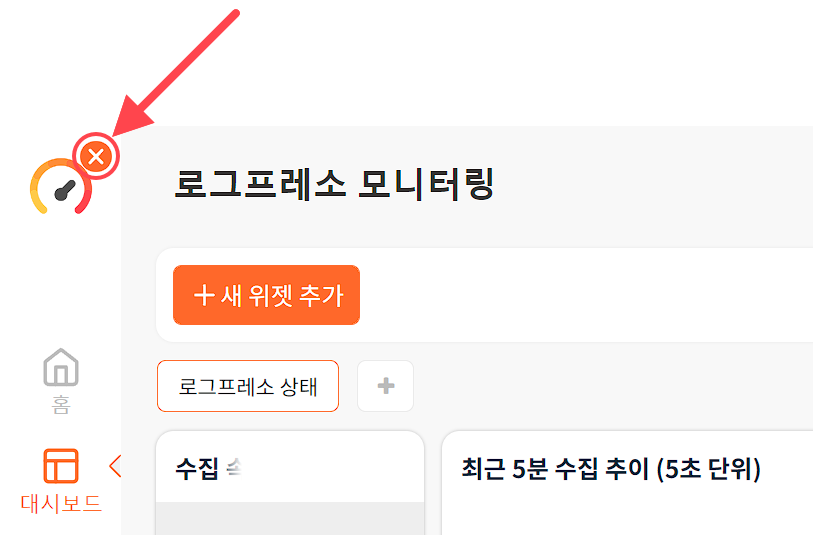 로그프레소 모니터링
새 위젯 추가
로그프레소 상태
홈
대시보드
수집
최근 5분 수집 추이 (5초 단위)